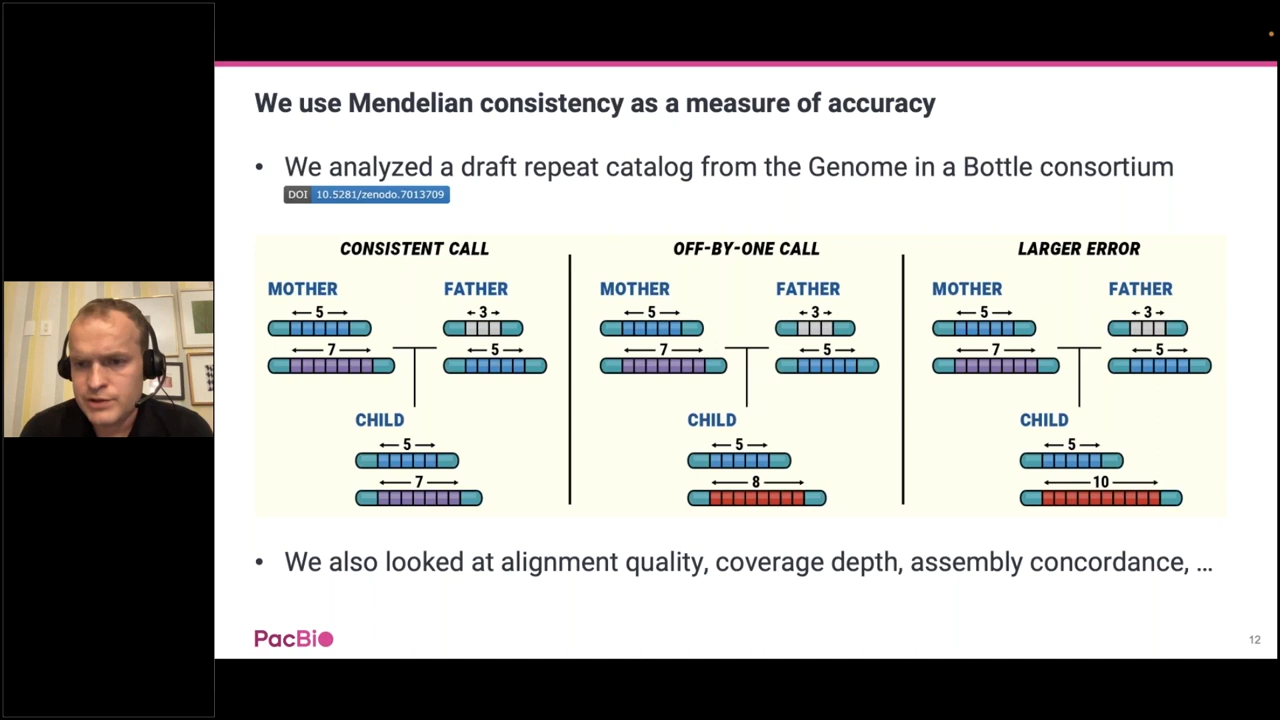 We use Mendelian consistency as a measure of accuracy
• We analyzed a draft repeat catalog from the Genome in a Bottle consortium
DOI 10.5281/zenodo.7013709
CONSISTENT CALL
MOTHER FATHER
5 3
7 5
CHILD
5
7
OFF-BY-ONE CALL
MOTHER FATHER
5 3
7 5
CHILD
5
8
LARGER ERROR
MOTHER FATHER
5 3
7 5
CHILD
5
10
• We also looked at alignment quality, coverage depth, assembly concordance, ...
PacBio
12